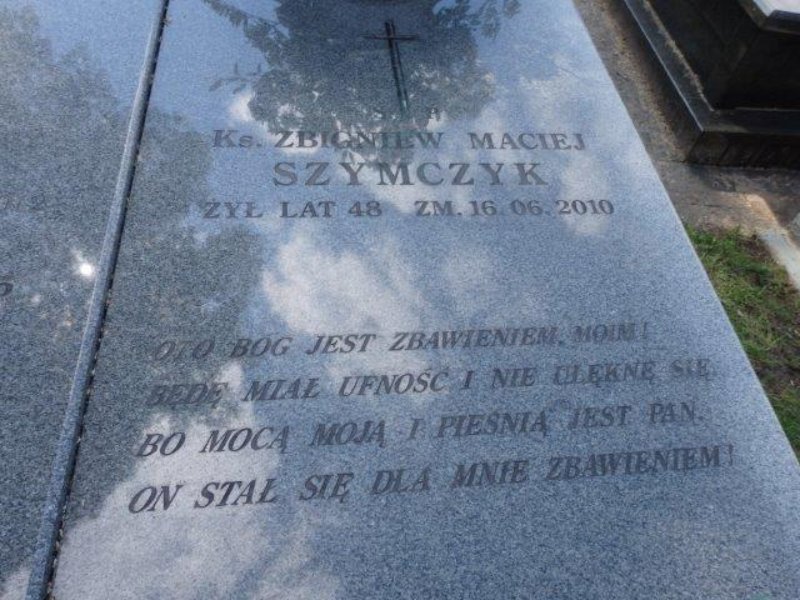 Ks. ZBIGNIEW MACIEJ
SZYMCZYK
ŻYŁ LAT 48 ZM. 16.06.2010
OTO BÓG JEST ZBAWIENIEM MOIM!
BĘDĘ MIAŁ UFNOŚĆ I NIE ULĘKNĘ SIĘ.
BO MOCĄ MOJĄ I PIEŚNIĄ JEST PAN.
ON STAŁ SIĘ DLA MNIE ZBAWIENIEM!